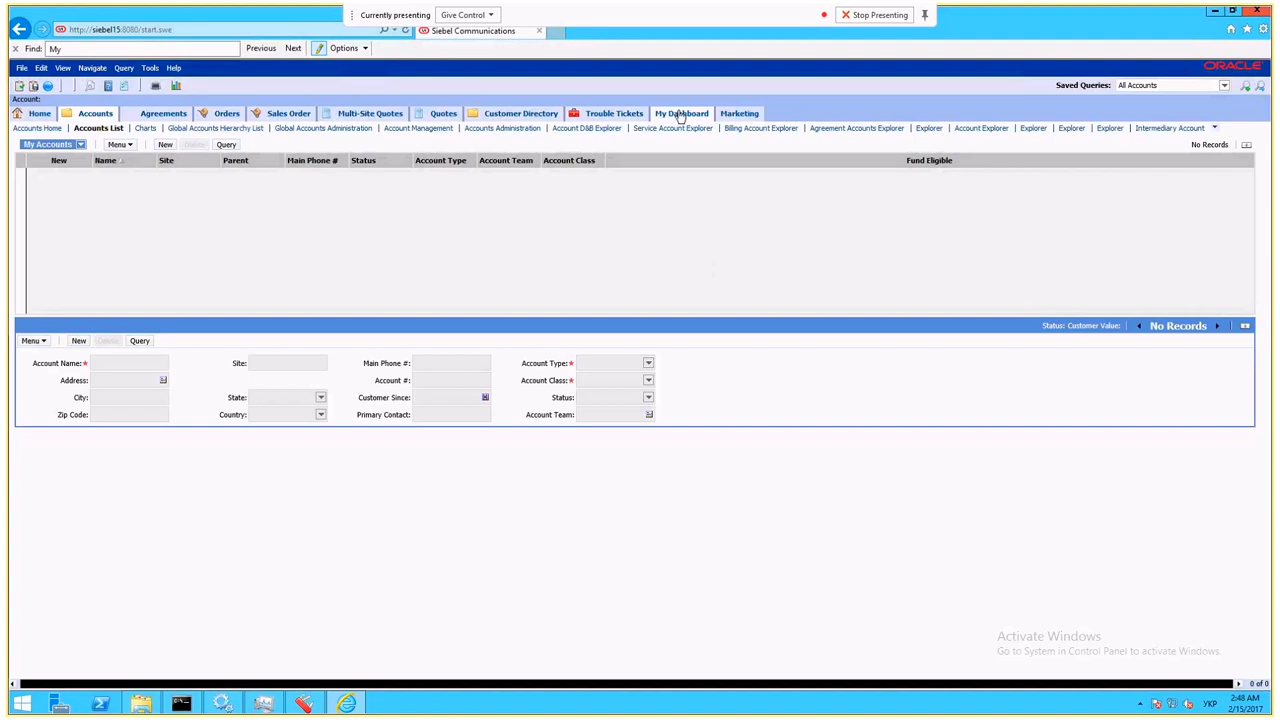 Currently presenting Give Control Stop Presenting
http://siebel15:8080/start.swe Siebel Communications
Find: My Previous Next Options
File Edit View Navigate Query Tools Help ORACLE
Saved Queries: All Accounts
Account:
Home Accounts Agreements Orders Sales Order Multi-Site Quotes Quotes Customer Directory Trouble Tickets My Dashboard Marketing
Accounts Home Accounts List Charts Global Accounts Hierarchy List Global Accounts Administration Account Management Accounts Administration Account D&B Explorer Service Account Explorer Billing Account Explorer Agreement Accounts Explorer Explorer Account Explorer Explorer Explorer Explorer Intermediary Account
My Accounts Menu New Delete Query No Records
New Name Site Parent Main Phone # Status Account Type Account Team Account Class Fund Eligible
Status: Customer Value: No Records
Menu New Delete Query
Account Name: Site: Main Phone #: Account Type:
Address: Account #: Account Class:
City: State: Customer Since: Status:
Zip Code: Country: Primary Contact: Account Team:
Activate Windows
Go to System in Control Panel to activate Windows.
0 of 0
УКР 2:48 AM
2/15/2017